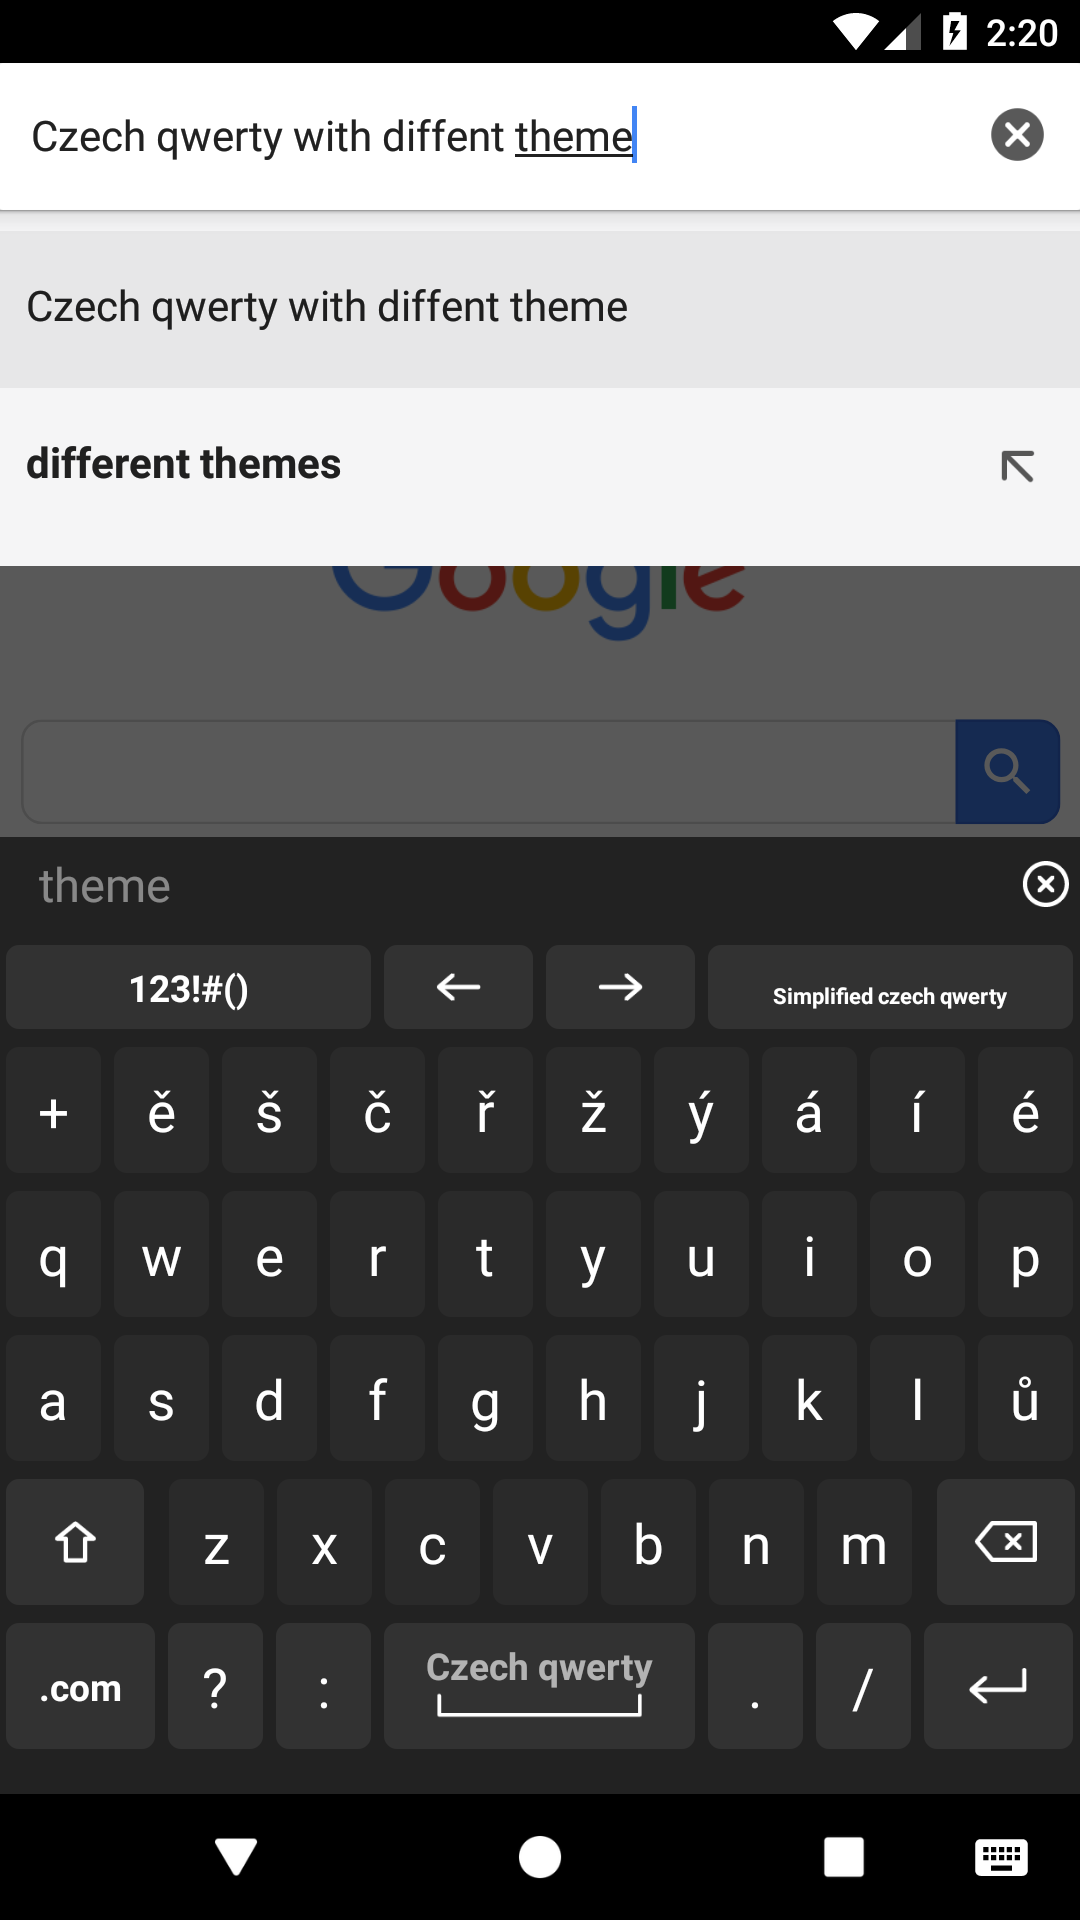 2:20
Czech qwerty with diffent theme
Czech qwerty with diffent theme
different themes
Google
theme
123!#() Simplified czech qwerty
+ ě š č ř ž ý á í é
q w e r t y u i o p
a s d f g h j k l ů
z x c v b n m
.com ? : Czech qwerty . /